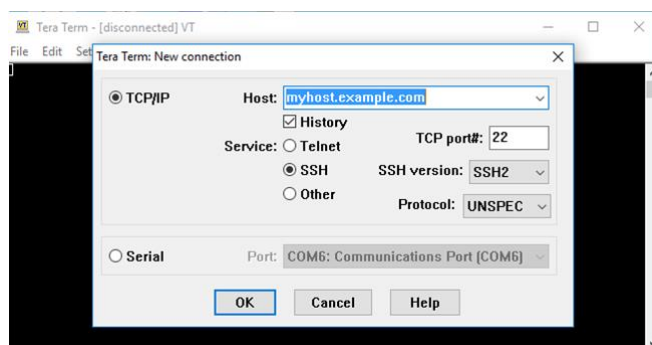 Tera Term - [disconnected] VT
File Edit Set
Tera Term: New connection
TCP/IP Host: myhost.example.com
History
Service: Telnet TCP port#: 22
SSH SSH version: SSH2
Other Protocol: UNSPEC
Serial Port: COM6: Communications Port (COM6)
OK Cancel Help